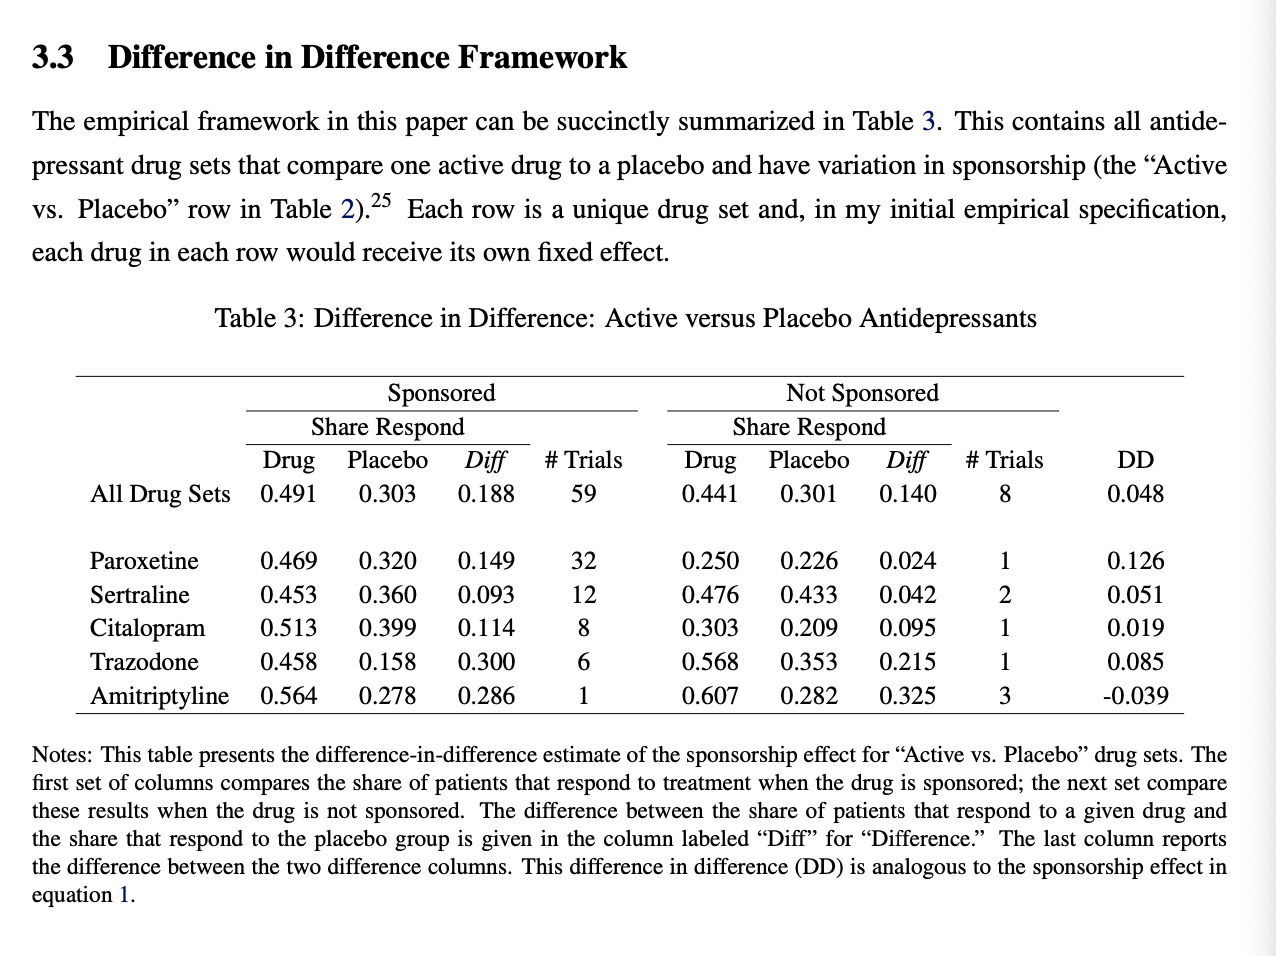 3.3 Difference in Difference Framework
The empirical framework in this paper can be succinctly summarized in Table 3. This contains all antide-
pressant drug sets that compare one active drug to a placebo and have variation in sponsorship (the “Active
vs. Placebo” row in Table 2).25 Each row is a unique drug set and, in my initial empirical specification,
each drug in each row would receive its own fixed effect.
Table 3: Difference in Difference: Active versus Placebo Antidepressants
Sponsored Not Sponsored
Share Respond Share Respond
Drug Placebo Diff # Trials Drug Placebo Diff # Trials DD
All Drug Sets 0.491 0.303 0.188 59 0.441 0.301 0.140 8 0.048
Paroxetine 0.469 0.320 0.149 32 0.250 0.226 0.024 1 0.126
Sertraline 0.453 0.360 0.093 12 0.476 0.433 0.042 2 0.051
Citalopram 0.513 0.399 0.114 8 0.303 0.209 0.095 1 0.019
Trazodone 0.458 0.158 0.300 6 0.568 0.353 0.215 1 0.085
Amitriptyline 0.564 0.278 0.286 1 0.607 0.282 0.325 3 -0.039
Notes: This table presents the difference-in-difference estimate of the sponsorship effect for “Active vs. Placebo” drug sets. The
first set of columns compares the share of patients that respond to treatment when the drug is sponsored; the next set compare
these results when the drug is not sponsored. The difference between the share of patients that respond to a given drug and
the share that respond to the placebo group is given in the column labeled “Diff” for “Difference.” The last column reports
the difference between the two difference columns. This difference in difference (DD) is analogous to the sponsorship effect in
equation 1.